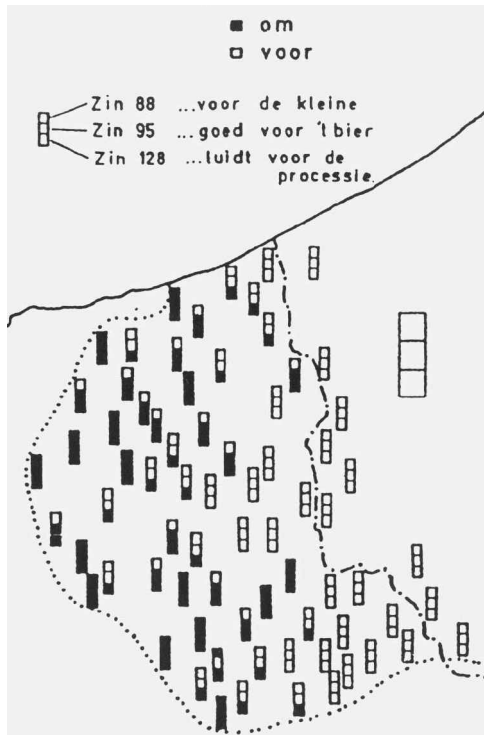 om
voor
Zin 88 ...voor de kleine
Zin 95 ...goed voor 't bier
Zin 128 ...luidt voor de
processie.